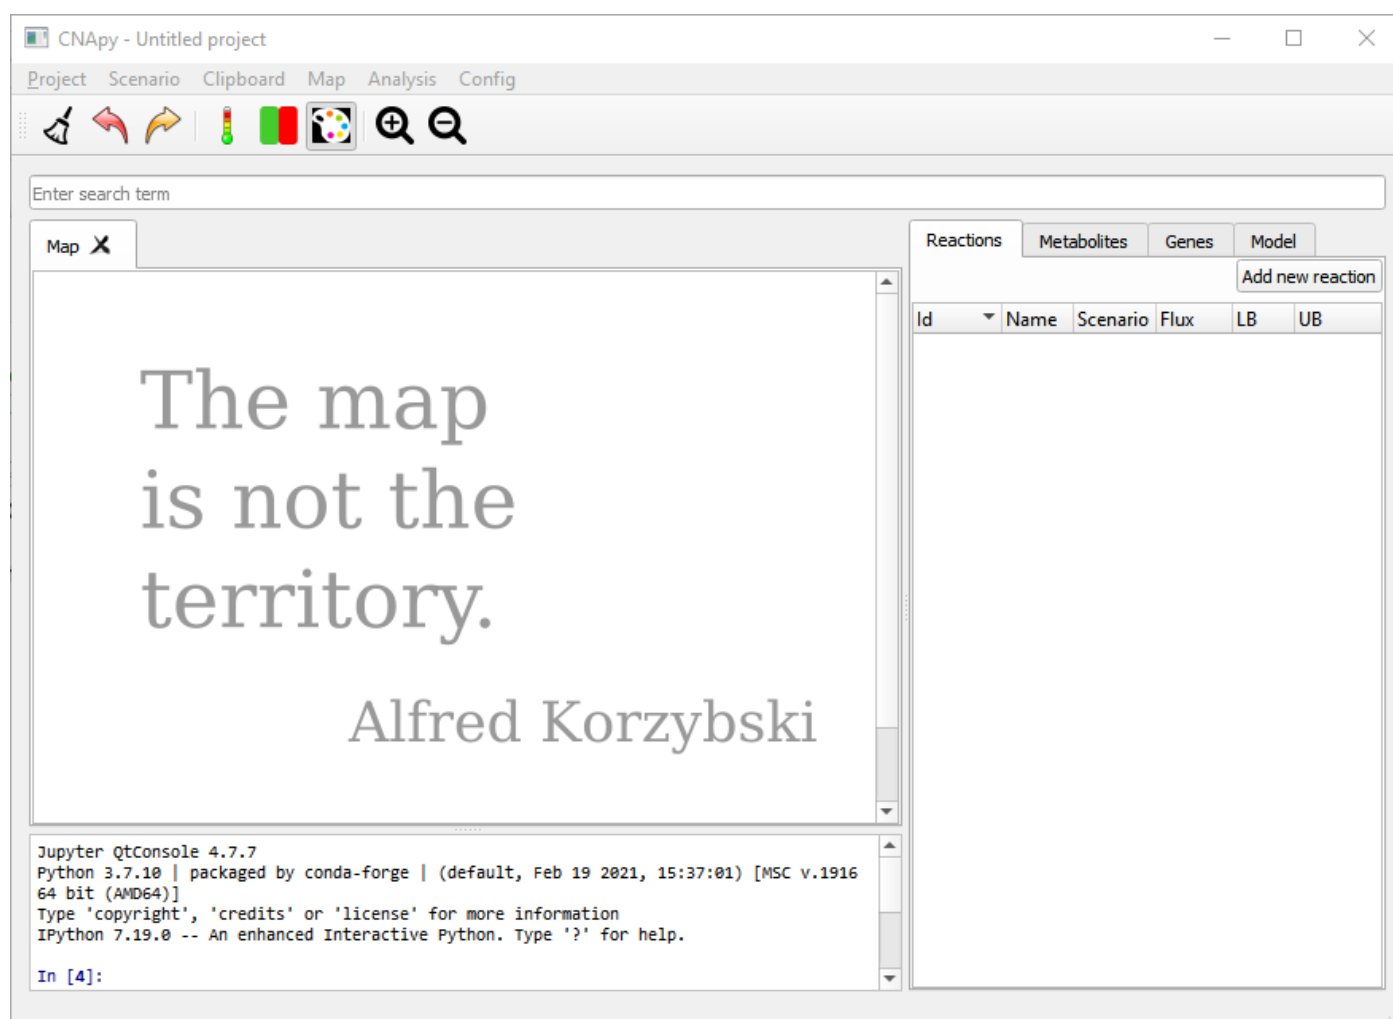 CNApy - Untitled project
Project Scenario Clipboard Map Analysis Config
Enter search term
Map
The map
is not the
territory.
Alfred Korzybski
Jupyter QtConsole 4.7.7
Python 3.7.10 | packaged by conda-forge | (default, Feb 19 2021, 15:37:01) [MSC v.1916
64 bit (AMD64)]
Type 'copyright', 'credits' or 'license' for more information
IPython 7.19.0 -- An enhanced Interactive Python. Type '?' for help.
In [4]:
Reactions Metabolites Genes Model
Add new reaction
Id Name Scenario Flux LB UB